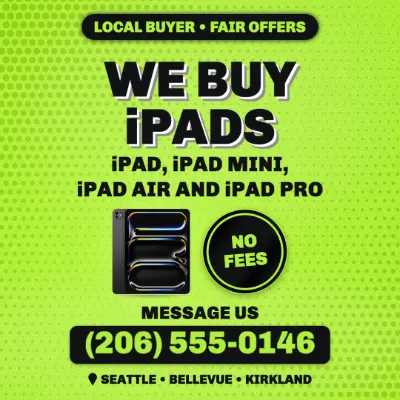 LOCAL BUYER • FAIR OFFERS
WE BUY
iPADS
iPAD, iPAD MINI,
iPAD AIR AND iPAD PRO
NO
FEES
MESSAGE US
(206) 555-0146
SEATTLE • BELLEVUE • KIRKLAND